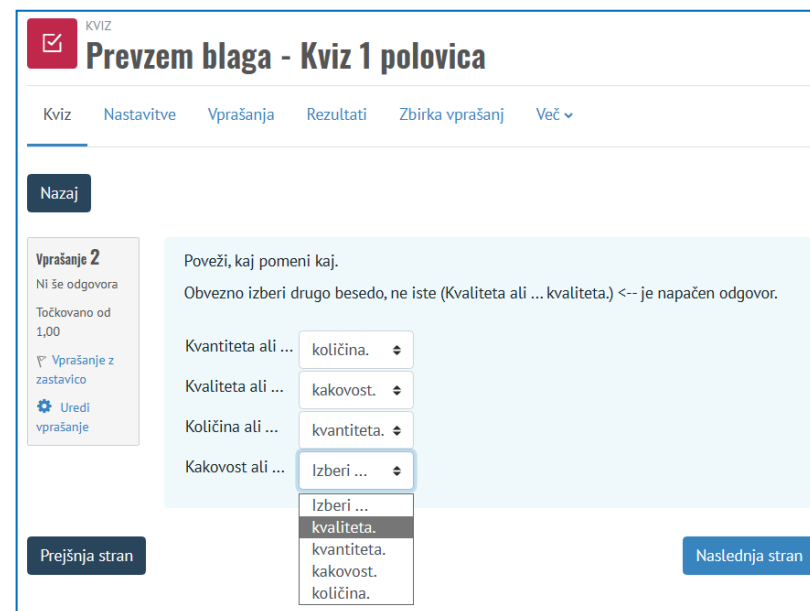 KVIZ
Prevzem blaga - Kviz 1 polovica
Kviz Nastavitve Vprašanja Rezultati Zbirka vprašanj Več
Nazaj
Vprašanje 2
Ni še odgovora
Točkovano od
1,00
Vprašanje z
zastavico
Uredi
vprašanje
Poveži, kaj pomeni kaj.
Obvezno izberi drugo besedo, ne iste (Kvaliteta ali ... kvaliteta.) <-- je napačen odgovor.
Kvantiteta ali ... količina.
Kvaliteta ali ... kakovost.
Količina ali ... kvantiteta.
Kakovost ali ... Izberi ...
Izberi ...
kvaliteta.
kvantiteta.
kakovost.
količina.
Prejšnja stran
Naslednja stran